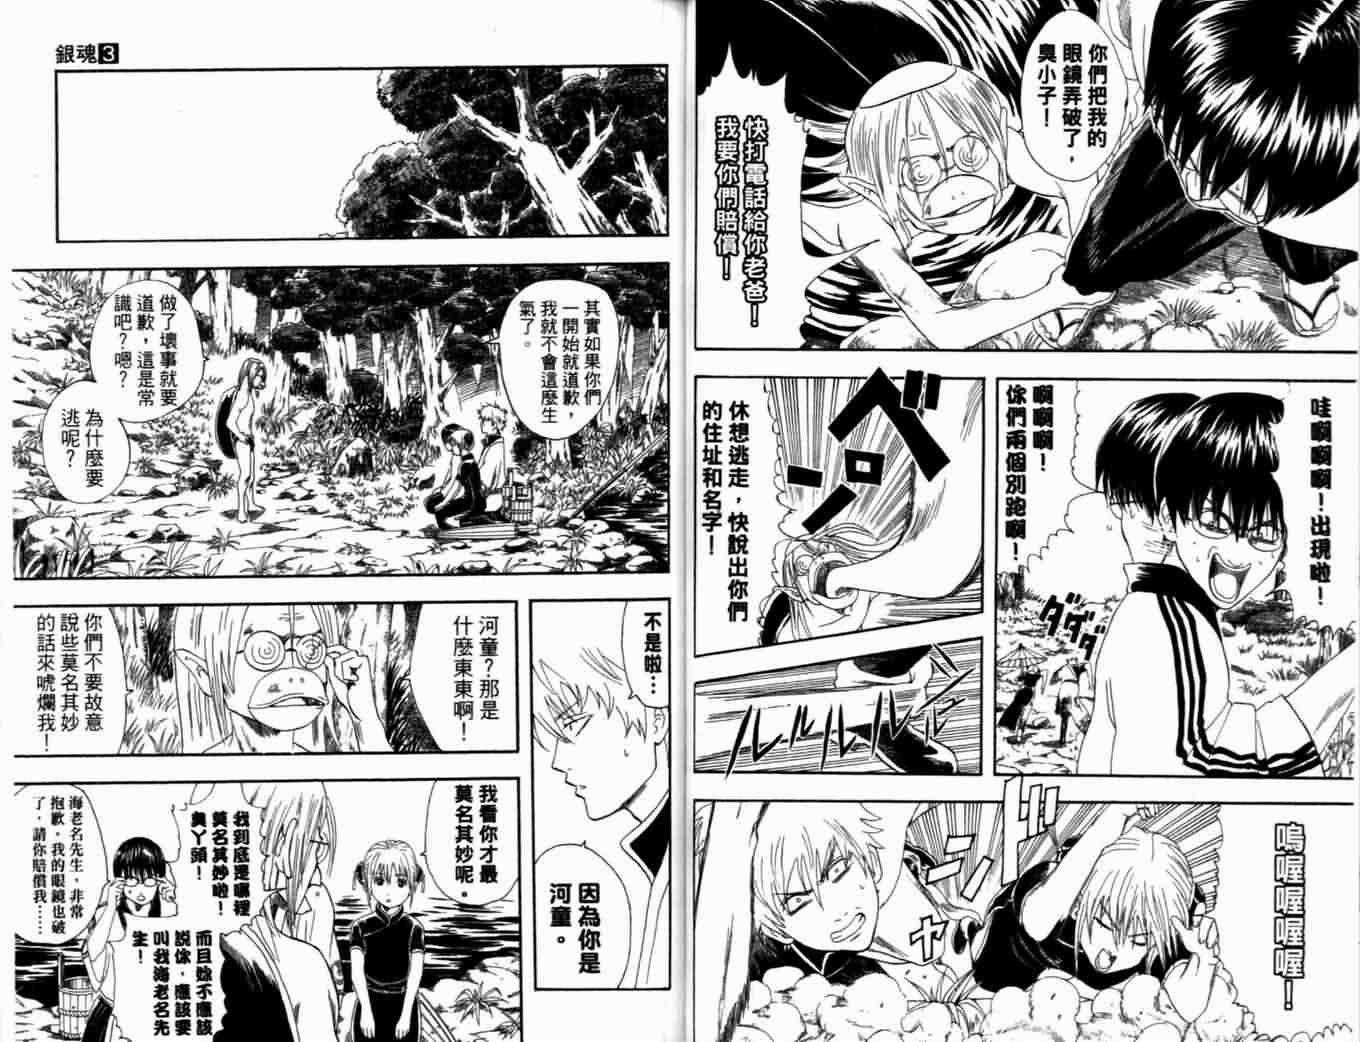 你們把我的
眼鏡弄破了,
臭小子!
快打電話給你老爸!
我要你們賠償!
哇啊啊啊!出現啦!
啊啊啊!
你們兩個別跑啊!
ダダダダ
休想逃走,快說出你們
的住址和名字!
ズルルル
嗚喔喔喔喔!
銀魂3
其實如果你們
一開始就道歉,
我就不會這麼生
氣了。
做了壞事就要
道歉,這是常
識吧?嗯?
為什麼要
逃呢?
不是啦…
因為你是
河童。
河童?那是
什麼東東啊!
你們不要故意
說些莫名其妙
的話來唬爛我!
我看你才最
莫名其妙呢。
我到底是哪裡
莫名其妙啦!
臭丫頭!
而且妳不應該
說你,應該要
叫我海老名先
生!
海老名先生,非常
抱歉,我的眼鏡也破
了,請你賠償我……